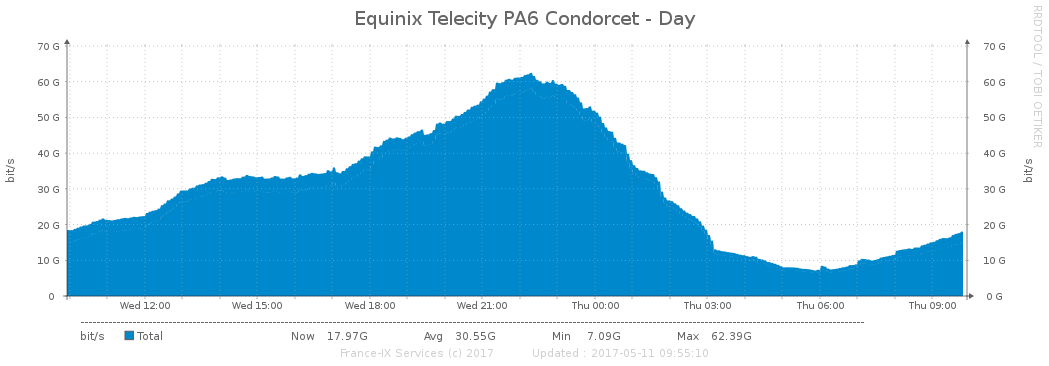 Equinix Telecity PA6 Condorcet - Day
RRDTOOL / TOBI OETIKER
70 G 70 G
60 G 60 G
50 G 50 G
40 G 40 G
30 G 30 G
20 G 20 G
10 G 10 G
0 0 G
bit/s
bit/s
Wed 12:00 Wed 15:00 Wed 18:00 Wed 21:00 Thu 00:00 Thu 03:00 Thu 06:00 Thu 09:00
bit/s Total Now 17.97G Avg 30.55G Min 7.09G Max 62.39G
France-IX Services (c) 2017 Updated : 2017-05-11 09:55:10